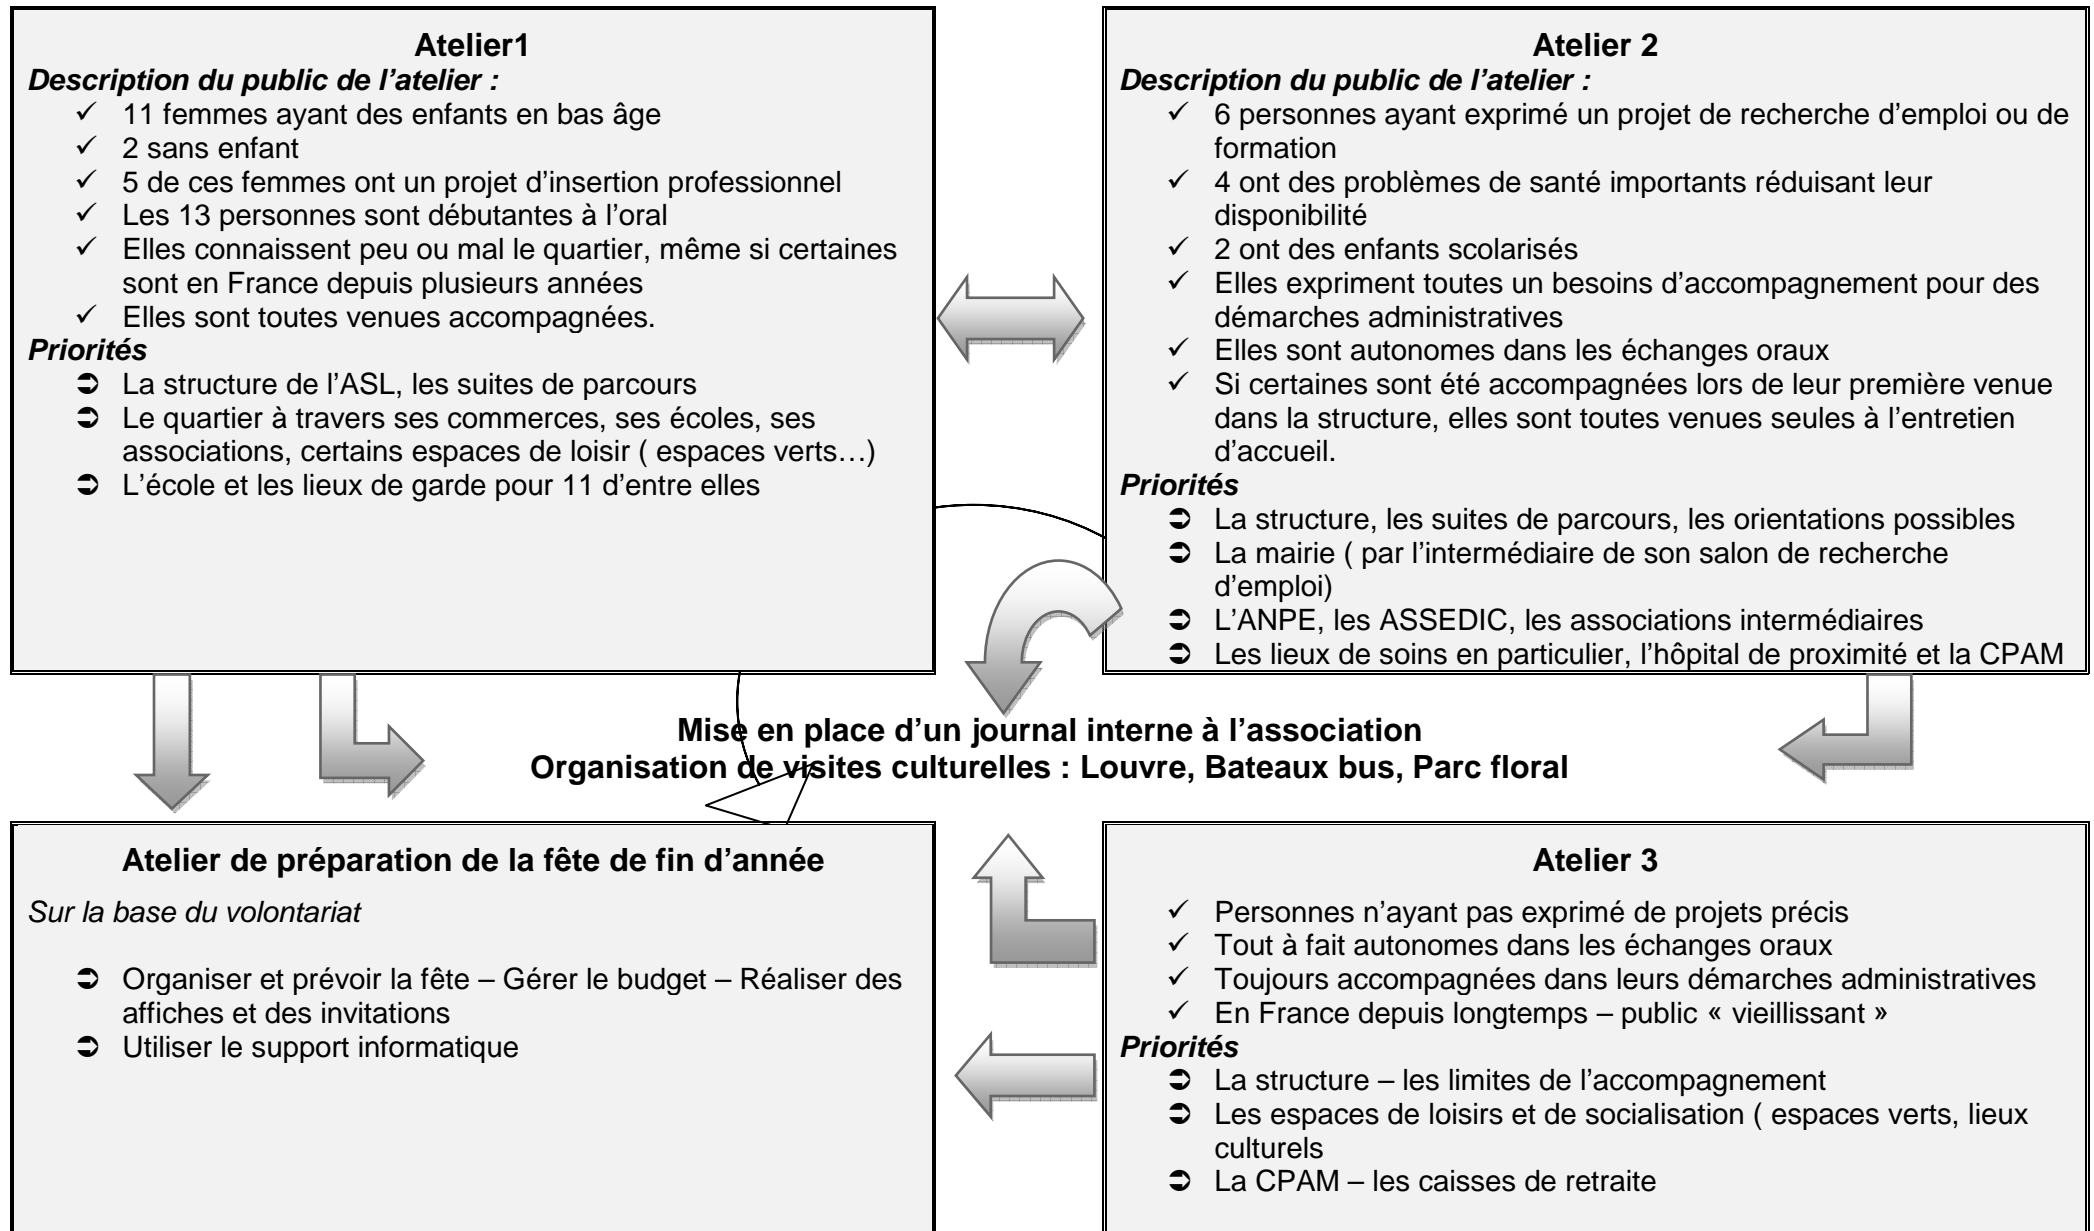 Atelier1
Description du public de l’atelier :
✓ 11 femmes ayant des enfants en bas âge
✓ 2 sans enfant
✓ 5 de ces femmes ont un projet d’insertion professionnel
✓ Les 13 personnes sont débutantes à l’oral
✓ Elles connaissent peu ou mal le quartier, même si certaines
sont en France depuis plusieurs années
✓ Elles sont toutes venues accompagnées.
Priorités
➲ La structure de l’ASL, les suites de parcours
➲ Le quartier à travers ses commerces, ses écoles, ses
associations, certains espaces de loisir ( espaces verts…)
➲ L’école et les lieux de garde pour 11 d’entre elles
Atelier 2
Description du public de l’atelier :
✓ 6 personnes ayant exprimé un projet de recherche d’emploi ou de
formation
✓ 4 ont des problèmes de santé importants réduisant leur
disponibilité
✓ 2 ont des enfants scolarisés
✓ Elles expriment toutes un besoins d’accompagnement pour des
démarches administratives
✓ Elles sont autonomes dans les échanges oraux
✓ Si certaines sont été accompagnées lors de leur première venue
dans la structure, elles sont toutes venues seules à l’entretien
d’accueil.
Priorités
➲ La structure, les suites de parcours, les orientations possibles
➲ La mairie ( par l’intermédiaire de son salon de recherche
d’emploi)
➲ L’ANPE, les ASSEDIC, les associations intermédiaires
➲ Les lieux de soins en particulier, l’hôpital de proximité et la CPAM
Mise en place d’un journal interne à l’association
Organisation de visites culturelles : Louvre, Bateaux bus, Parc floral
Atelier de préparation de la fête de fin d’année
Sur la base du volontariat
➲ Organiser et prévoir la fête – Gérer le budget – Réaliser des
affiches et des invitations
➲ Utiliser le support informatique
Atelier 3
✓ Personnes n’ayant pas exprimé de projets précis
✓ Tout à fait autonomes dans les échanges oraux
✓ Toujours accompagnées dans leurs démarches administratives
✓ En France depuis longtemps – public « vieillissant »
Priorités
➲ La structure – les limites de l’accompagnement
➲ Les espaces de loisirs et de socialisation ( espaces verts, lieux
culturels
➲ La CPAM – les caisses de retraite